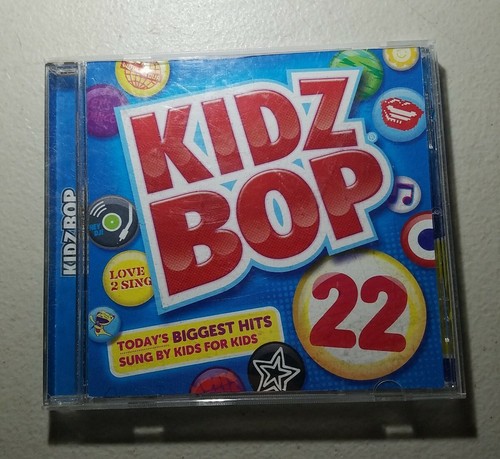 KIDZ BOP
KIDZ
BOP
®
LOVE
2 SING
22
TODAY'S BIGGEST HITS
SUNG BY KIDS FOR KIDS